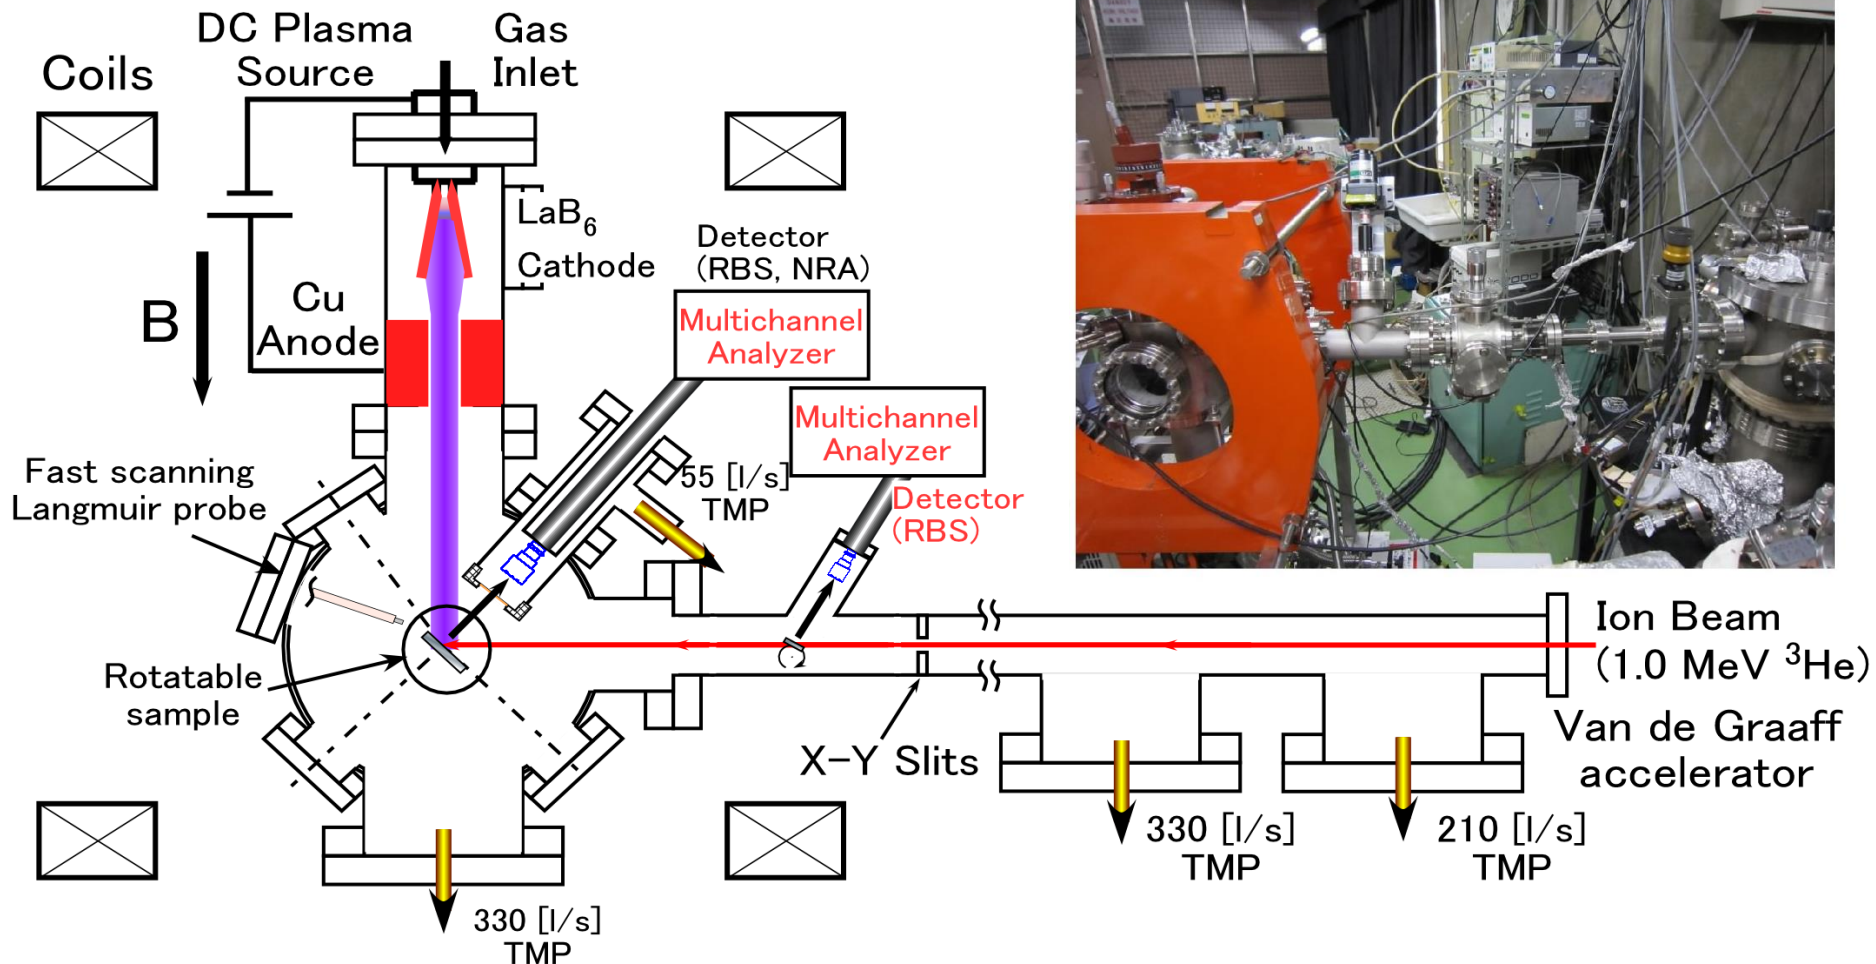 DC Plasma
Source
Gas
Inlet
Coils
LaB6
Cathode
B
Cu
Anode
Detector
(RBS, NRA)
Multichannel
Analyzer
Multichannel
Analyzer
Detector
(RBS)
55 [l/s]
TMP
Fast scanning
Langmuir probe
Rotatable
sample
X-Y Slits
Ion Beam
(1.0 MeV ³He)
Van de Graaff
accelerator
330 [l/s]
TMP
210 [l/s]
TMP
330 [l/s]
TMP